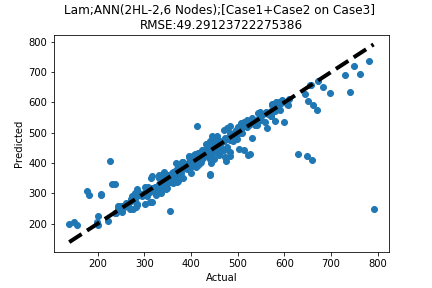 Lam;ANN(2HL-2,6 Nodes);[Case1+Case2 on Case3]
RMSE:49.29123722275386
800
700
600
500
400
300
200
Predicted
200 300 400 500 600 700 800
Actual